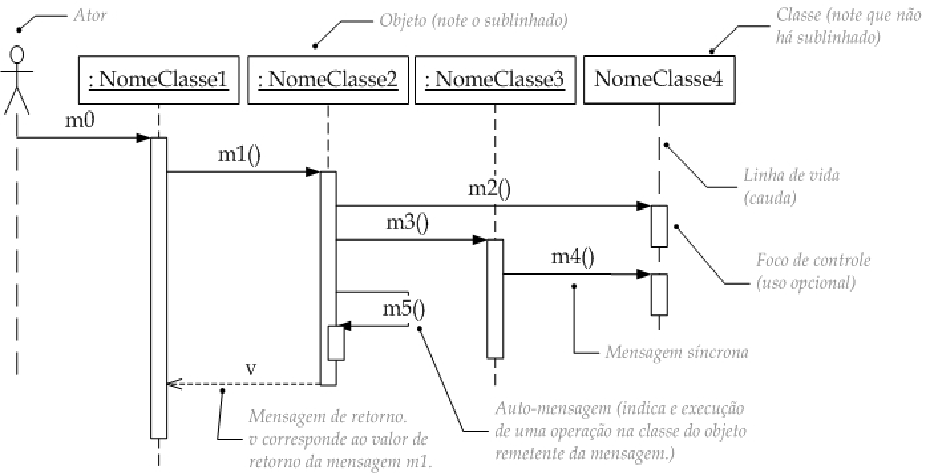 Ator
Objeto (note o sublinhado)
Classe (note que não
há sublinhado)
: NomeClasse1
: NomeClasse2
: NomeClasse3
NomeClasse4
m0
m1()
m2()
Linha de vida
(cauda)
m3()
m4()
Foco de controle
(uso opcional)
m5()
Mensagem síncrona
v
Mensagem de retorno.
v corresponde ao valor de
retorno da mensagem m1.
Auto-mensagem (indica e execução
de uma operação na classe do objeto
remetente da mensagem.)